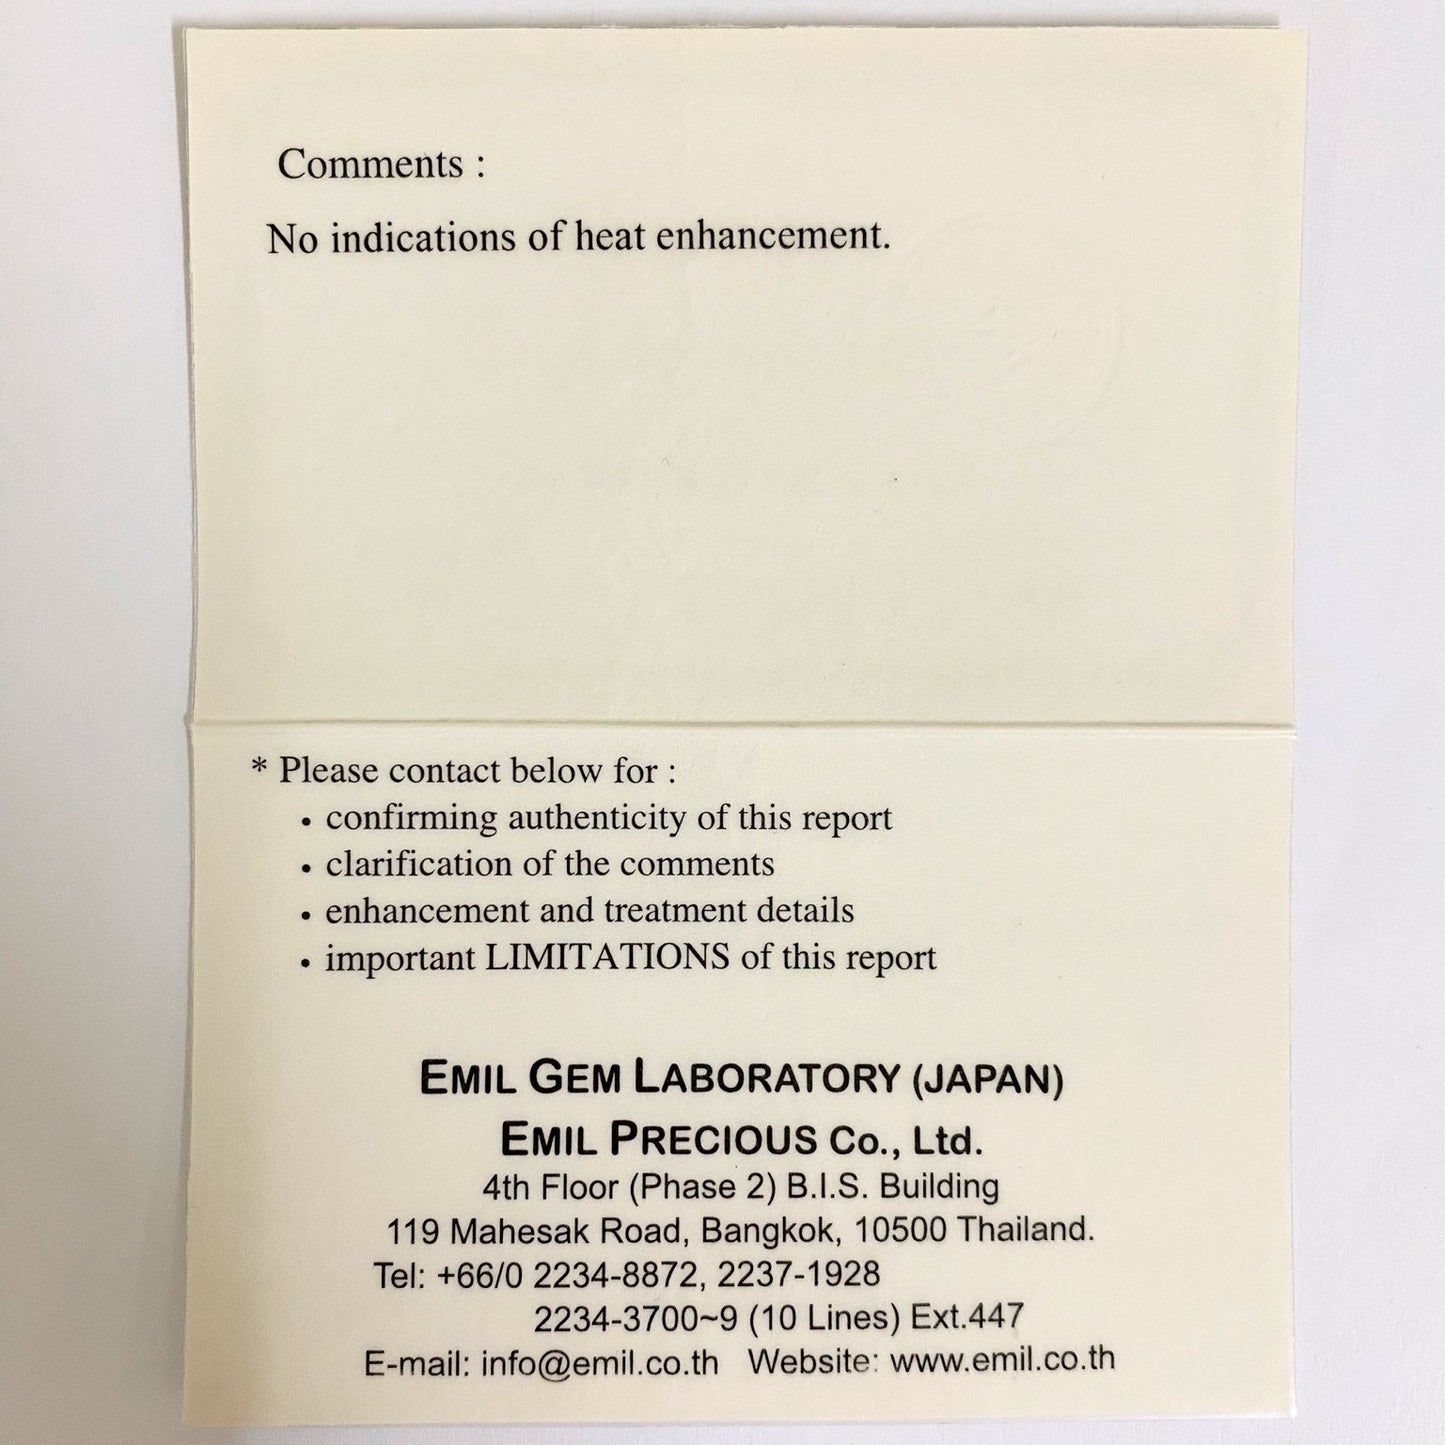 Comments :
No indications of heat enhancement.
* Please contact below for :
• confirming authenticity of this report
• clarification of the comments
• enhancement and treatment details
• important LIMITATIONS of this report
EMIL GEM LABORATORY (JAPAN)
EMIL PRECIOUS Co., Ltd.
4th Floor (Phase 2) B.I.S. Building
119 Mahesak Road, Bangkok, 10500 Thailand.
Tel: +66/0 2234-8872, 2237-1928
2234-3700~9 (10 Lines) Ext.447
E-mail: info@emil.co.th Website: www.emil.co.th